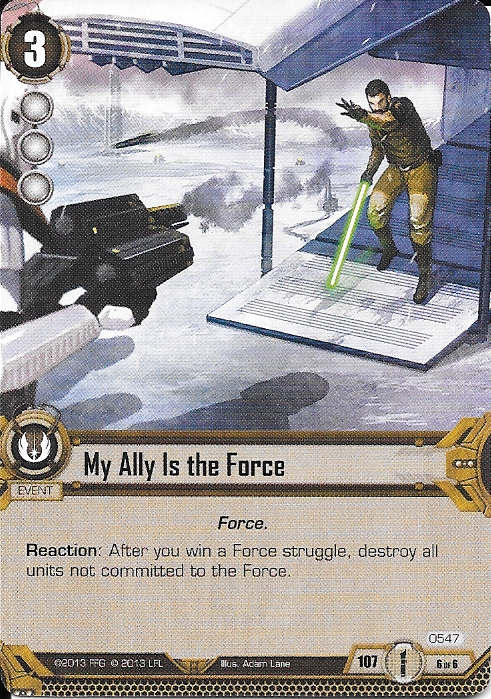 3
My Ally Is the Force
EVENT
Force.
Reaction: After you win a Force struggle, destroy all
units not committed to the Force.
0547
©2013 FFG © 2013 LFL
Illus. Adam Lane
107
1
6 of 6